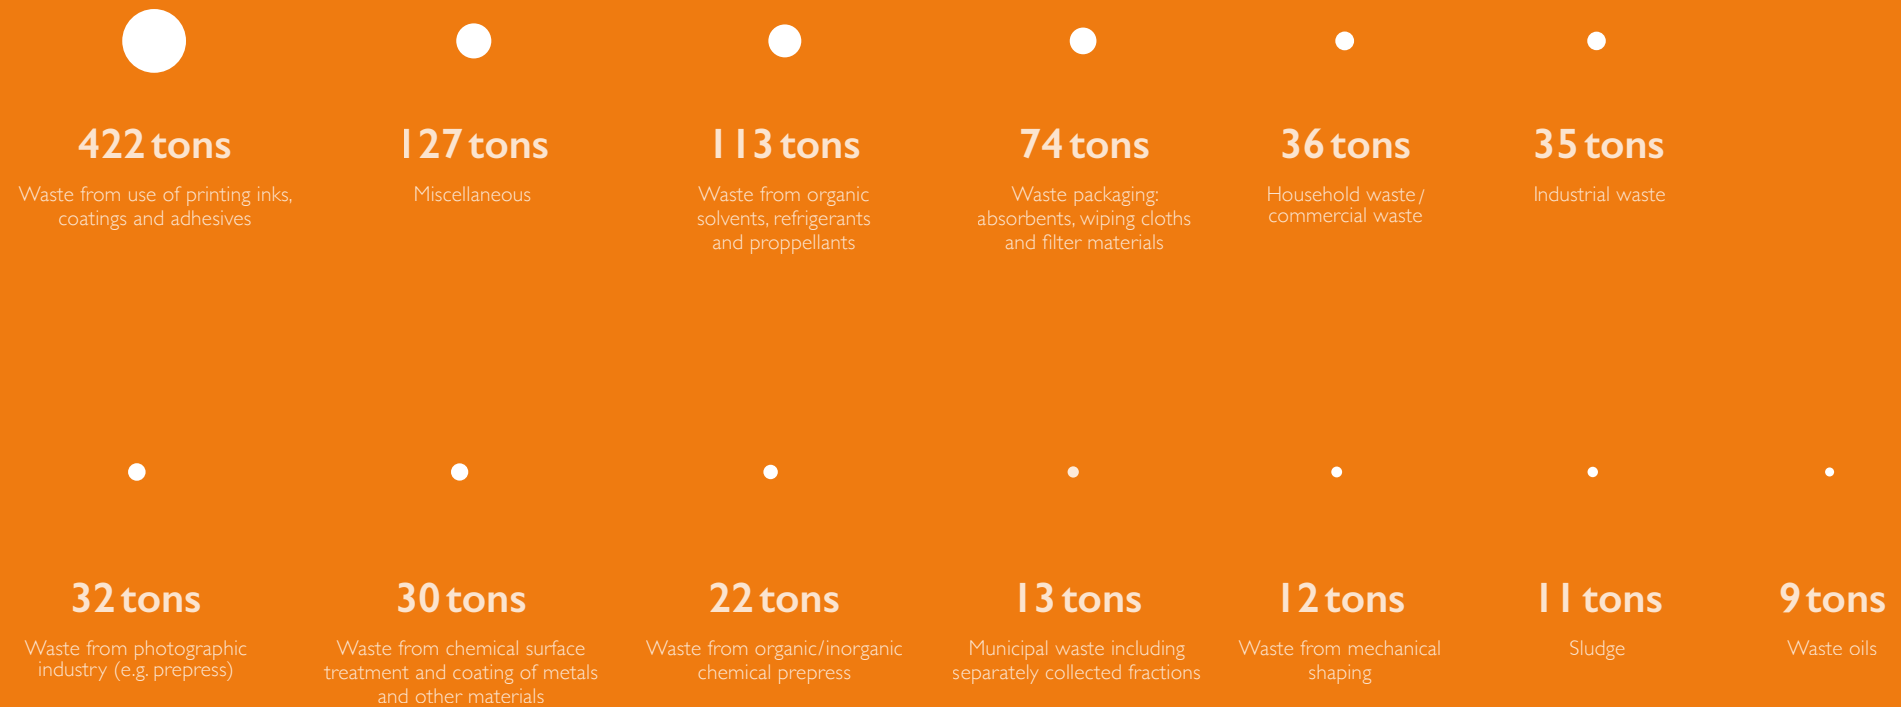 422 tons
Waste from use of printing inks,
coatings and adhesives
127 tons
Miscellaneous
113 tons
Waste from organic
solvents, refrigerants
and proppellants
74 tons
Waste packaging:
absorbents, wiping cloths
and filter materials
36 tons
Household waste /
commercial waste
35 tons
Industrial waste
32 tons
Waste from photographic
industry (e.g. prepress)
30 tons
Waste from chemical surface
treatment and coating of metals
and other materials
22 tons
Waste from organic/inorganic
chemical prepress
13 tons
Municipal waste including
separately collected fractions
12 tons
Waste from mechanical
shaping
11 tons
Sludge
9 tons
Waste oils